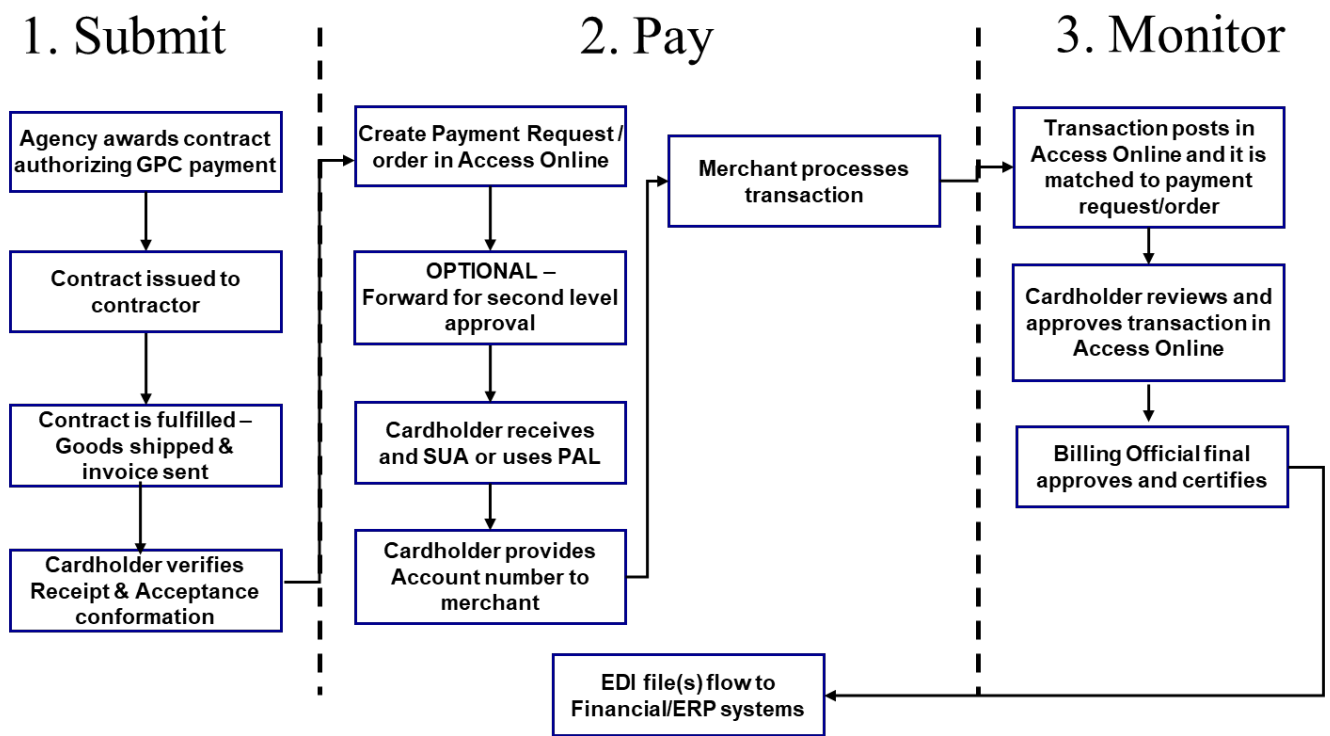 1. Submit
2. Pay
3. Monitor
Agency awards contract
authorizing GPC payment
Contract issued to
contractor
Contract is fulfilled –
Goods shipped &
invoice sent
Cardholder verifies
Receipt & Acceptance
conformation
Create Payment Request /
order in Access Online
OPTIONAL –
Forward for second level
approval
Cardholder receives
and SUA or uses PAL
Cardholder provides
Account number to
merchant
Merchant processes
transaction
Transaction posts in
Access Online and it is
matched to payment
request/order
Cardholder reviews and
approves transaction in
Access Online
Billing Official final
approves and certifies
EDI file(s) flow to
Financial/ERP systems